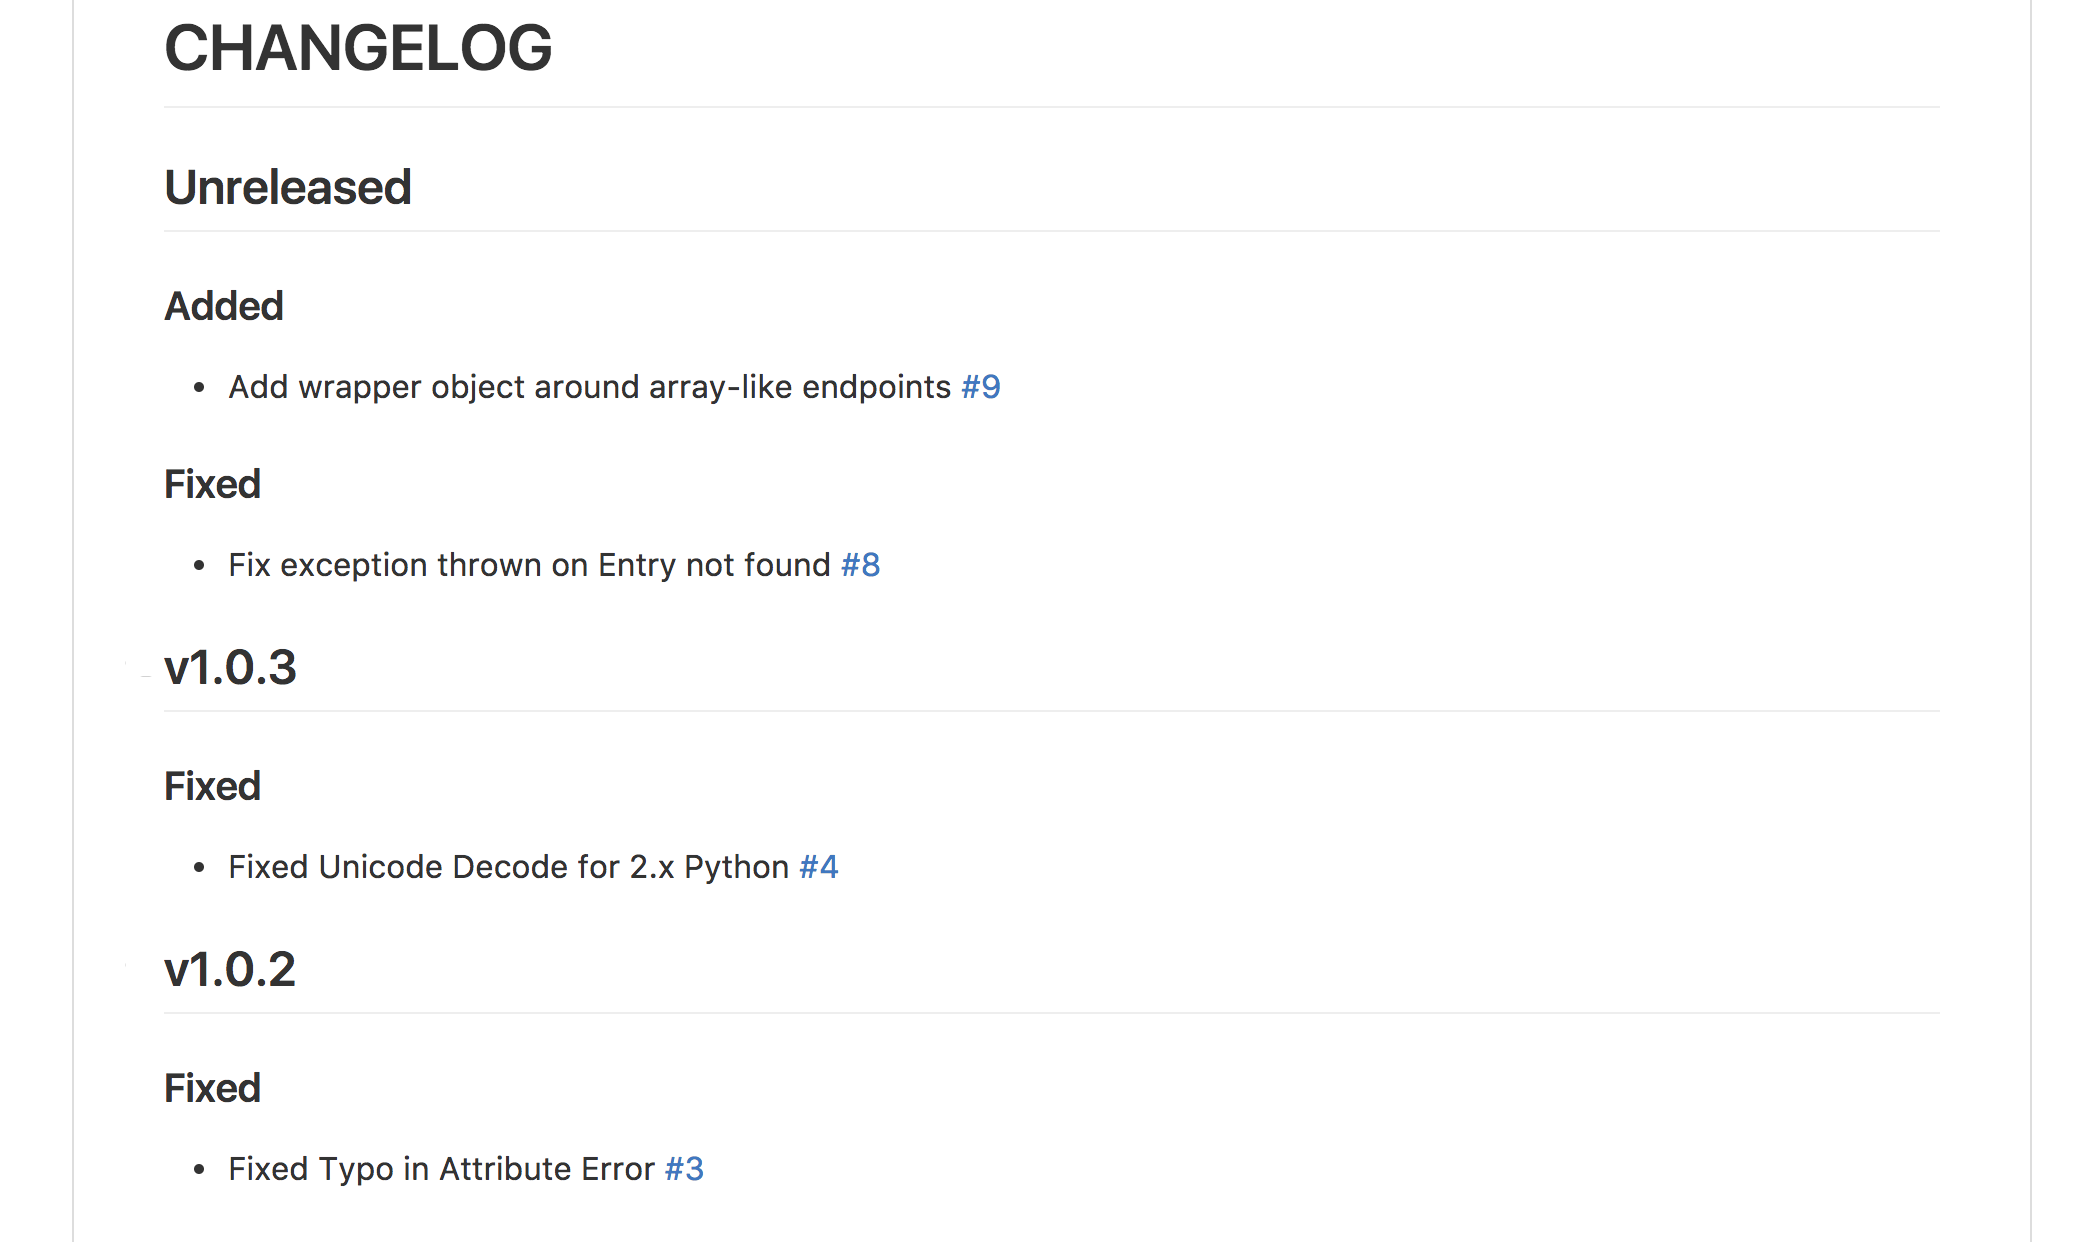 CHANGELOG
Unreleased
Added
Add wrapper object around array-like endpoints #9
Fixed
Fix exception thrown on Entry not found #8
v1.0.3
Fixed
Fixed Unicode Decode for 2.x Python #4
v1.0.2
Fixed
Fixed Typo in Attribute Error #3